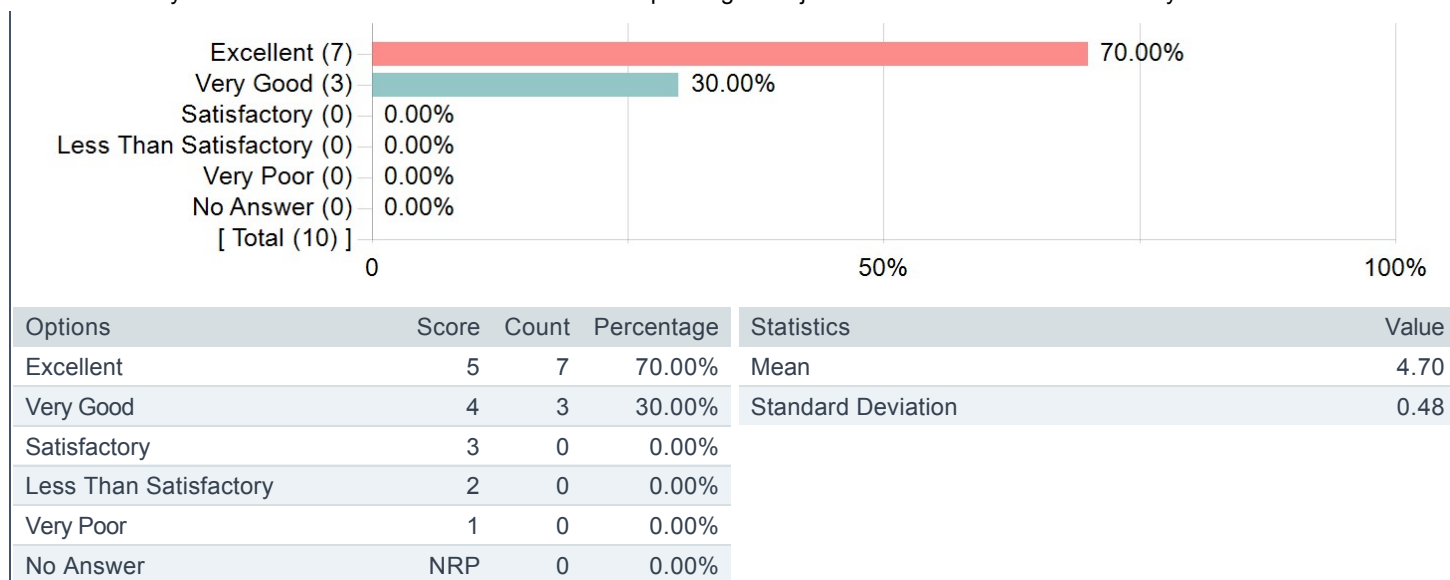 Excellent (7) 70.00%
Very Good (3) 30.00%
Satisfactory (0) 0.00%
Less Than Satisfactory (0) 0.00%
Very Poor (0) 0.00%
No Answer (0) 0.00%
[ Total (10) ]
0 50% 100%
Options Score Count Percentage Statistics Value
Excellent 5 7 70.00% Mean 4.70
Very Good 4 3 30.00% Standard Deviation 0.48
Satisfactory 3 0 0.00%
Less Than Satisfactory 2 0 0.00%
Very Poor 1 0 0.00%
No Answer NRP 0 0.00%